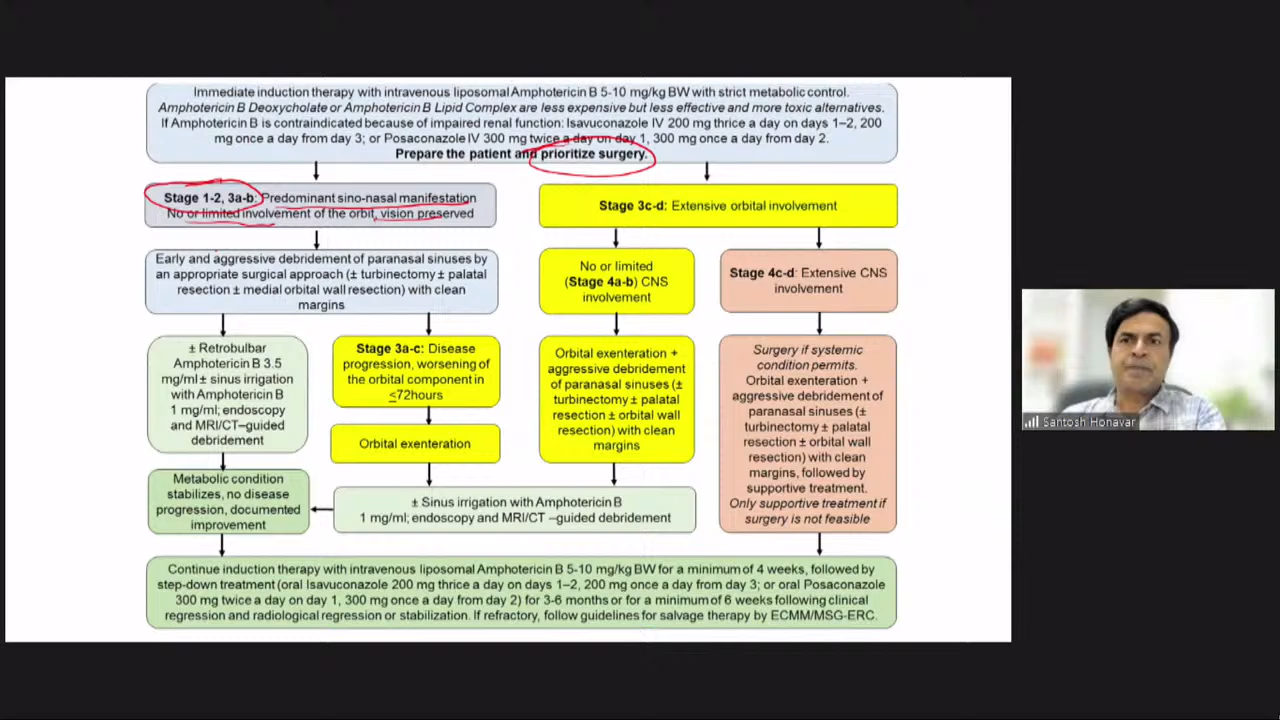 Immediate induction therapy with intravenous liposomal Amphotericin B 5-10 mg/kg BW with strict metabolic control.
Amphotericin B Deoxycholate or Amphotericin B Lipid Complex are less expensive but less effective and more toxic alternatives.
If Amphotericin B is contraindicated because of impaired renal function: Isavuconazole IV 200 mg thrice a day on days 1–2, 200
mg once a day from day 3; or Posaconazole IV 300 mg twice a day on day 1, 300 mg once a day from day 2.
Prepare the patient and prioritize surgery.
Stage 1-2, 3a-b: Predominant sino-nasal manifestation
No or limited involvement of the orbit, vision preserved
Stage 3c-d: Extensive orbital involvement
Early and aggressive debridement of paranasal sinuses by
an appropriate surgical approach (± turbinectomy ± palatal
resection ± medial orbital wall resection) with clean
margins
No or limited
(Stage 4a-b) CNS
involvement
Stage 4c-d: Extensive CNS
involvement
± Retrobulbar
Amphotericin B 3.5
mg/ml ± sinus irrigation
with Amphotericin B
1 mg/ml; endoscopy
and MRI/CT–guided
debridement
Stage 3a-c: Disease
progression, worsening of
the orbital component in
≤72hours
Orbital exenteration
Orbital exenteration +
aggressive debridement
of paranasal sinuses (±
turbinectomy ± palatal
resection ± orbital wall
resection) with clean
margins
Surgery if systemic
condition permits.
Orbital exenteration +
aggressive debridement of
paranasal sinuses (±
turbinectomy ± palatal
resection ± orbital wall
resection) with clean
margins, followed by
supportive treatment.
Only supportive treatment if
surgery is not feasible
Metabolic condition
stabilizes, no disease
progression, documented
improvement
± Sinus irrigation with Amphotericin B
1 mg/ml; endoscopy and MRI/CT –guided debridement
Continue induction therapy with intravenous liposomal Amphotericin B 5-10 mg/kg BW for a minimum of 4 weeks, followed by
step-down treatment (oral Isavuconazole 200 mg thrice a day on days 1–2, 200 mg once a day from day 3; or oral Posaconazole
300 mg twice a day on day 1, 300 mg once a day from day 2) for 3-6 months or for a minimum of 6 weeks following clinical
regression and radiological regression or stabilization. If refractory, follow guidelines for salvage therapy by ECMM/MSG-ERC.
Santosh Honavar